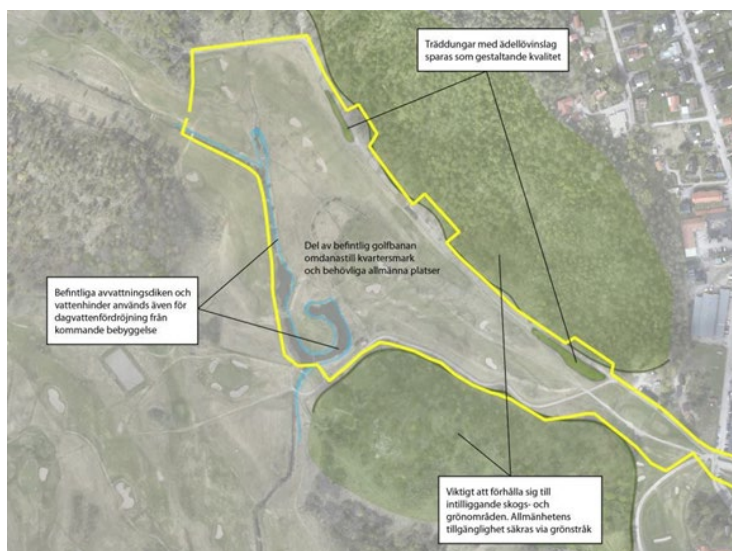 Träddungar med ädellövinslag
sparas som gestaltande kvalitet
Del av befintlig golfbanan
omdanastill kvartersmark
och behövliga allmänna platser
Befintliga avvattningsdiken och
vattenhinder används även för
dagvattenfördröjning från
kommande bebyggelse
Viktigt att förhålla sig till
intilliggande skogs- och
grönområden. Allmänhetens
tillgänglighet säkras via grönstråk